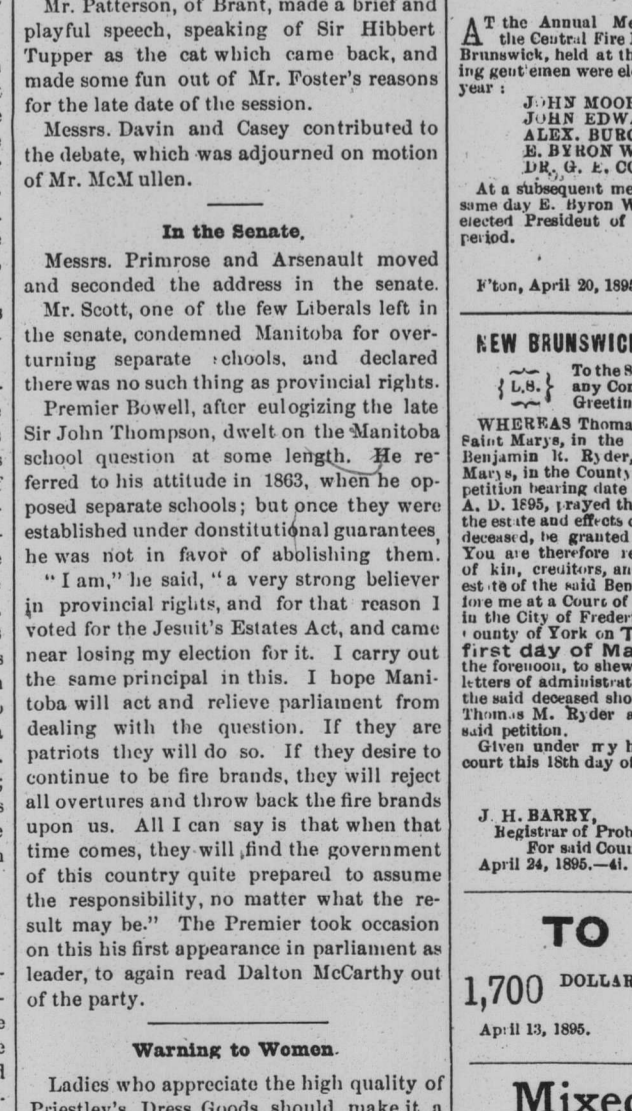 Mr. Patterson, of Brant, made a brief and
playful speech, speaking of Sir Hibbert
Tupper as the cat which came back, and
made some fun out of Mr. Foster's reasons
for the late date of the session.
Messrs. Davin and Casey contributed to
the debate, which was adjourned on motion
of Mr. McMullen.
In the Senate.
Messrs. Primrose and Arsenault moved
and seconded the address in the senate.
Mr. Scott, one of the few Liberals left in
the senate, condemned Manitoba for over-
turning separate schools, and declared
there was no such thing as provincial rights.
Premier Bowell, after eulogizing the late
Sir John Thompson, dwelt on the Manitoba
school question at some length. He re-
ferred to his attitude in 1863, when he op-
posed separate schools; but once they were
established under donstitutional guarantees,
he was not in favor of abolishing them.
"I am," he said, "a very strong believer
in provincial rights, and for that reason I
voted for the Jesuit's Estates Act, and came
near losing my election for it. I carry out
the same principal in this. I hope Mani-
toba will act and relieve parliament from
dealing with the question. If they are
patriots they will do so. If they desire to
continue to be fire brands, they will reject
all overtures and throw back the fire brands
upon us. All I can say is that when that
time comes, they will find the government
of this country quite prepared to assume
the responsibility, no matter what the re-
sult may be." The Premier took occasion
on this his first appearance in parliament as
leader, to again read Dalton McCarthy out
of the party.
Warning to Women.
Ladies who appreciate the high quality of
Priestley's Dress Goods should make it a
AT the Annual Me
the Central Fire
Brunswick, held at th
ing gentlemen were el
year :
JOHN MOOR
JOHN EDW
ALEX. BURC
E. BYRON W
DR. G. E. CO
At a subsequent me
same day E. Byron W
elected President of
period.
F'ton, April 20, 1895
NEW BRUNSWIC
{ L.S. }
To the S
any Con
Greetin
WHEREAS Thoma
Saint Marys, in the
Benjamin R. Ryder,
Marys, in the County
petition bearing date
A. D. 1895, prayed th
the estate and effects o
deceased, be granted
You are therefore re
of kin, creditors, an
estate of the said Ben
fore me at a Court of
in the City of Freder
County of York on T
first day of Ma
the forenoon, to shew
letters of administrat
the said deceased sho
Thomas M. Ryder a
said petition.
Given under my h
court this 18th day of
J. H. BARRY,
Registrar of Prob
For said Cou
April 24, 1895.—4i.
TO
1,700 DOLLAR
April 13, 1895.
Mixed